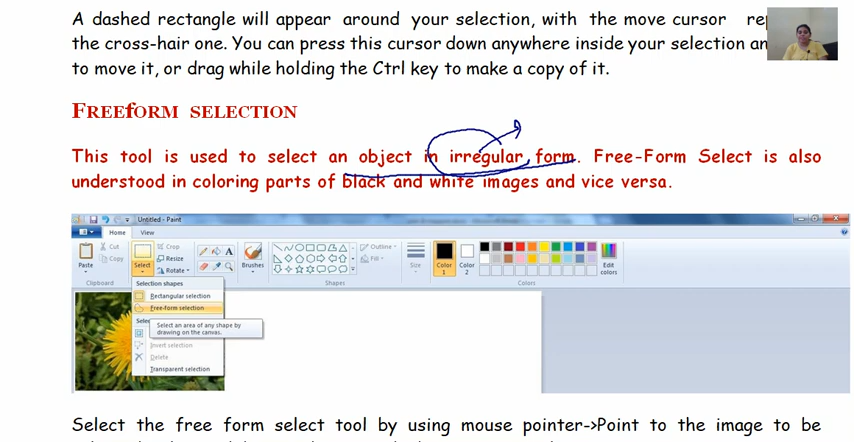 A dashed rectangle will appear around your selection, with the move cursor
the cross-hair one. You can press this cursor down anywhere inside your selection
to move it, or drag while holding the Ctrl key to make a copy of it.
FREEfORM SELECTION
This tool is used to select an object in irregular form. Free-Form Select is also
understood in coloring parts of black and white images and vice versa.
Untitled - Paint
Home View
Paste
Cut
Copy
Clipboard
Select
Crop
Resize
Rotate
A
Brushes
Outline
Fill
Shapes
Size
Color 1
Color 2
Edit colors
Colors
Selection shapes
Rectangular selection
Free-form selection
Select an area of any shape by
drawing on the canvas.
Invert selection
Delete
Transparent selection
Select the free form select tool by using mouse pointer->Point to the image to be